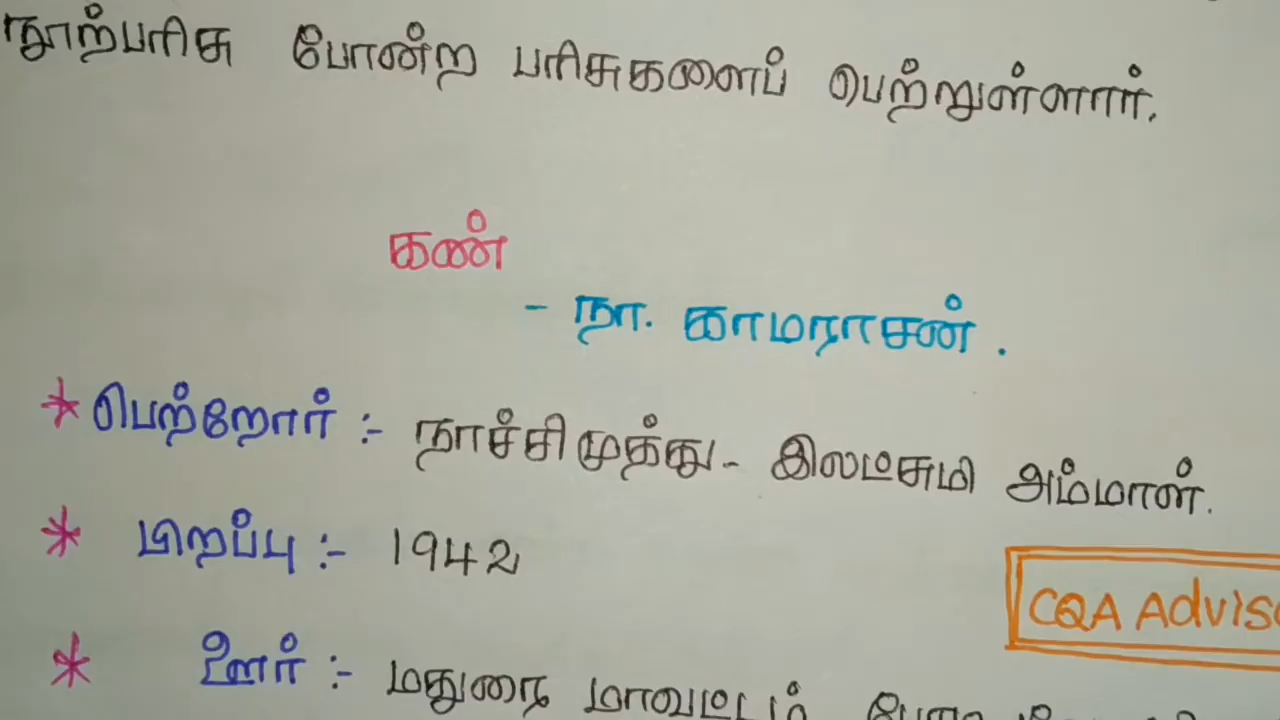 நூற்பரிசு போன்ற பரிசுகளைப் பெற்றுள்ளார்.
கண்
- நா. காமராசன்.
* பெற்றோர் :- நாச்சிமுத்து - இலட்சுமி அம்மாள்.
* பிறப்பு :- 1942
CQA Advis
* ஊர் :- மதுரை மாவட்டம்